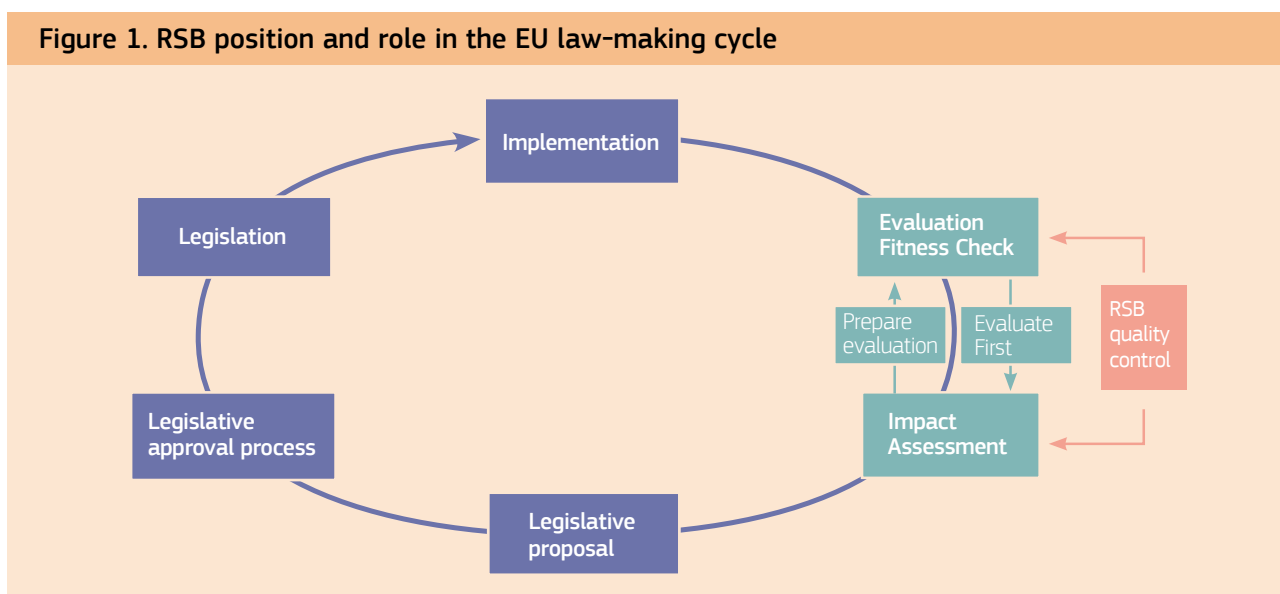 Figure 1. RSB position and role in the EU law-making cycle
Implementation
Legislation
Evaluation
Fitness Check
Prepare
evaluation
Evaluate
First
RSB
quality
control
Legislative
approval process
Impact
Assessment
Legislative
proposal